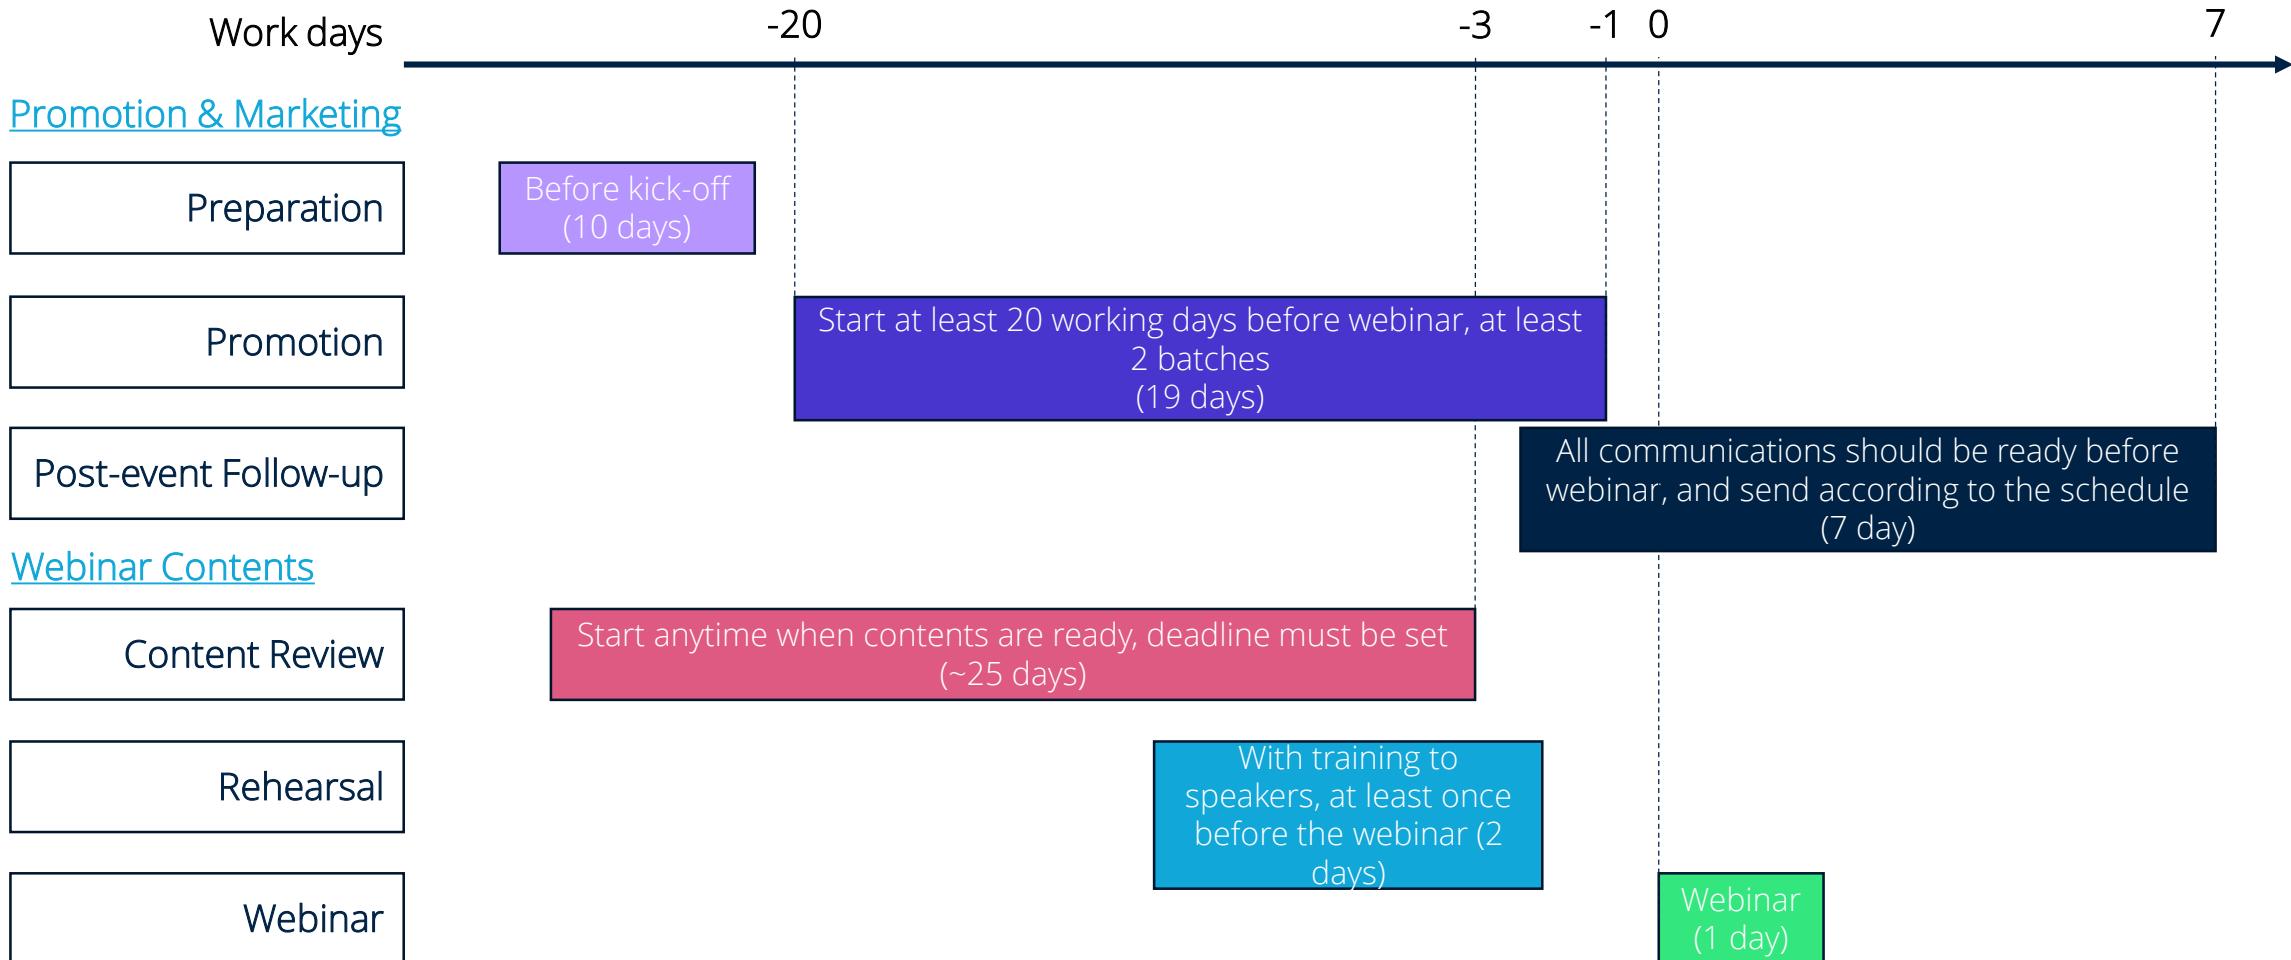 Work days
-20
-3
-1
0
7
Promotion & Marketing
Preparation
Before kick-off
(10 days)
Promotion
Start at least 20 working days before webinar, at least
2 batches
(19 days)
Post-event Follow-up
All communications should be ready before
webinar, and send according to the schedule
(7 day)
Webinar Contents
Content Review
Start anytime when contents are ready, deadline must be set
(~25 days)
Rehearsal
With training to
speakers, at least once
before the webinar (2
days)
Webinar
Webinar
(1 day)